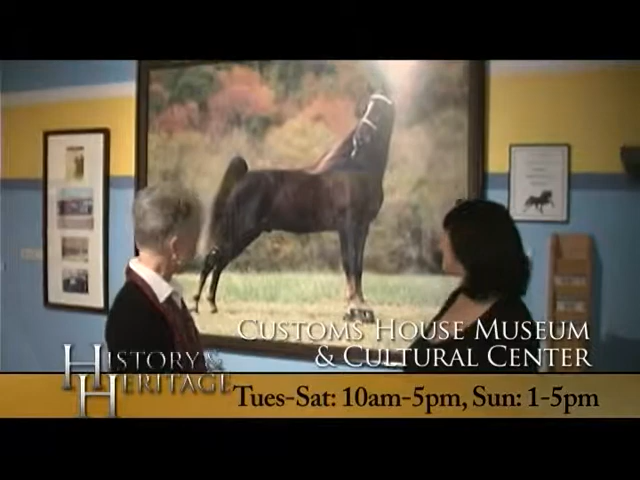 Customs House Museum
& Cultural Center
History &
Heritage
Tues-Sat: 10am-5pm, Sun: 1-5pm